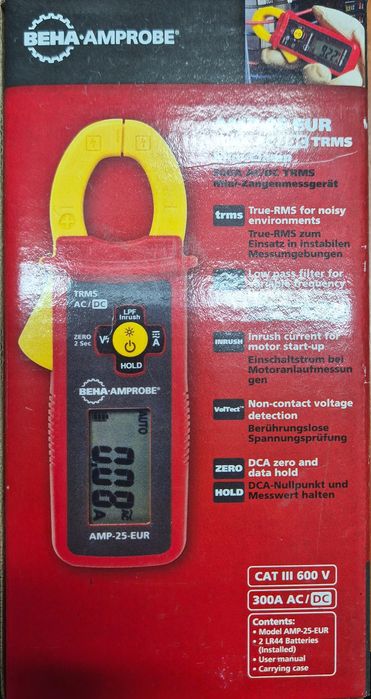 BEHA-AMPROBE®
EUR
TRMS
300A AC/DC TRMS
Mini-Zangenmessgerät
trms
True-RMS for noisy
environments
True-RMS zum
Einsatz in instabilen
Messumgebungen
Low pass filter for
variable frequency
INRUSH
Inrush current for
motor start-up
Einschaltstrom bei
Motoranlaufmessun
gen
VolTect™
Non-contact voltage
detection
Berührungslose
Spannungsprüfung
ZERO
HOLD
DCA zero and
data hold
DCA-Nullpunkt und
Messwert halten
TRMS
AC/DC
LPF
Inrush
ZERO
2 Sec
V
A
HOLD
BEHA-AMPROBE®
AUTO
AMP-25-EUR
CAT III 600 V
300A AC/DC
Contents:
• Model AMP-25-EUR
• 2 LR44 Batteries
(Installed)
• User manual
• Carrying case